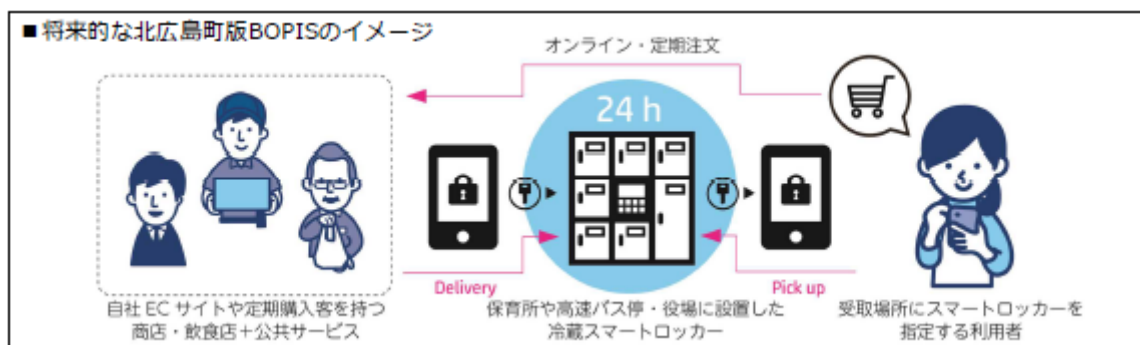 ■将来的な北広島町版BOPISのイメージ
オンライン・定期注文
24 h
Delivery
Pick up
自社 EC サイトや定期購入客を持つ
商店・飲食店＋公共サービス
保育所や高速バス停・役場に設置した
冷蔵スマートロッカー
受取場所にスマートロッカーを
指定する利用者